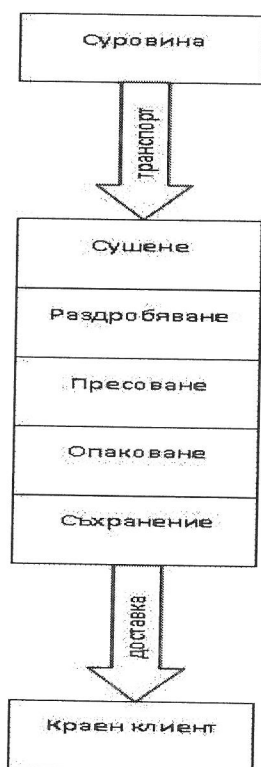 Суровина
транспорт
Сушене
Раздробяване
Пресоване
Опаковане
Съхранение
доставка
Краен клиент